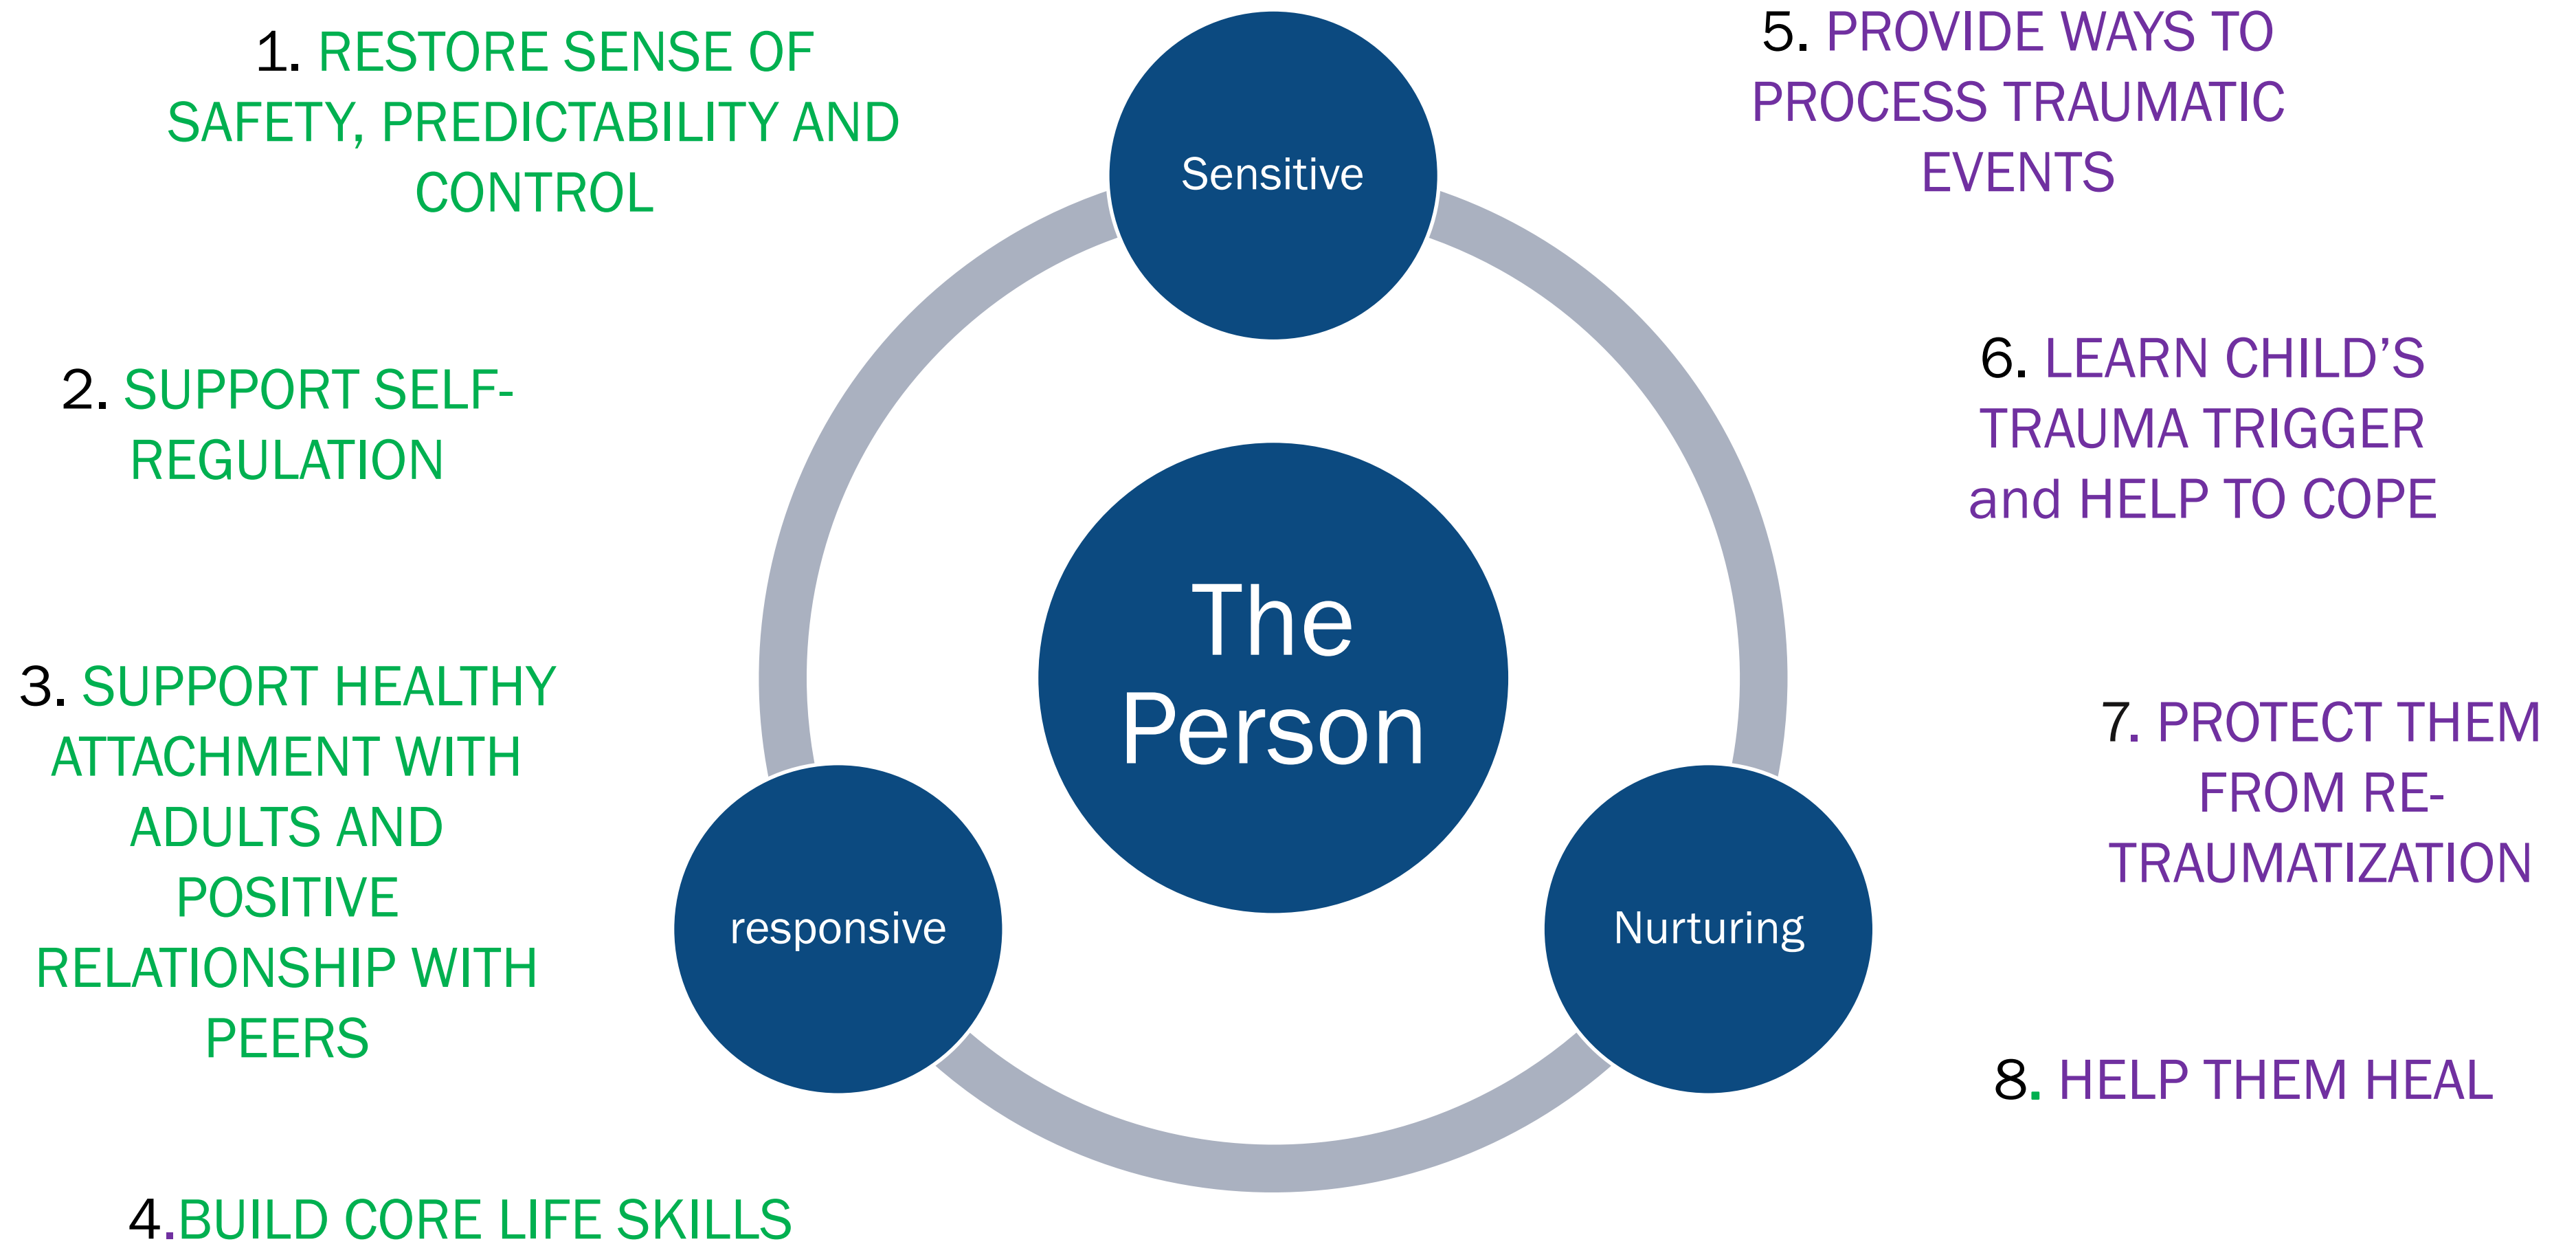 1. RESTORE SENSE OF
SAFETY, PREDICTABILITY AND
CONTROL
2. SUPPORT SELF-
REGULATION
3. SUPPORT HEALTHY
ATTACHMENT WITH
ADULTS AND
POSITIVE
RELATIONSHIP WITH
PEERS
4.BUILD CORE LIFE SKILLS
Sensitive
The
Person
responsive
Nurturing
5. PROVIDE WAYS TO
PROCESS TRAUMATIC
EVENTS
6. LEARN CHILD’S
TRAUMA TRIGGER
and HELP TO COPE
7. PROTECT THEM
FROM RE-
TRAUMATIZATION
8. HELP THEM HEAL